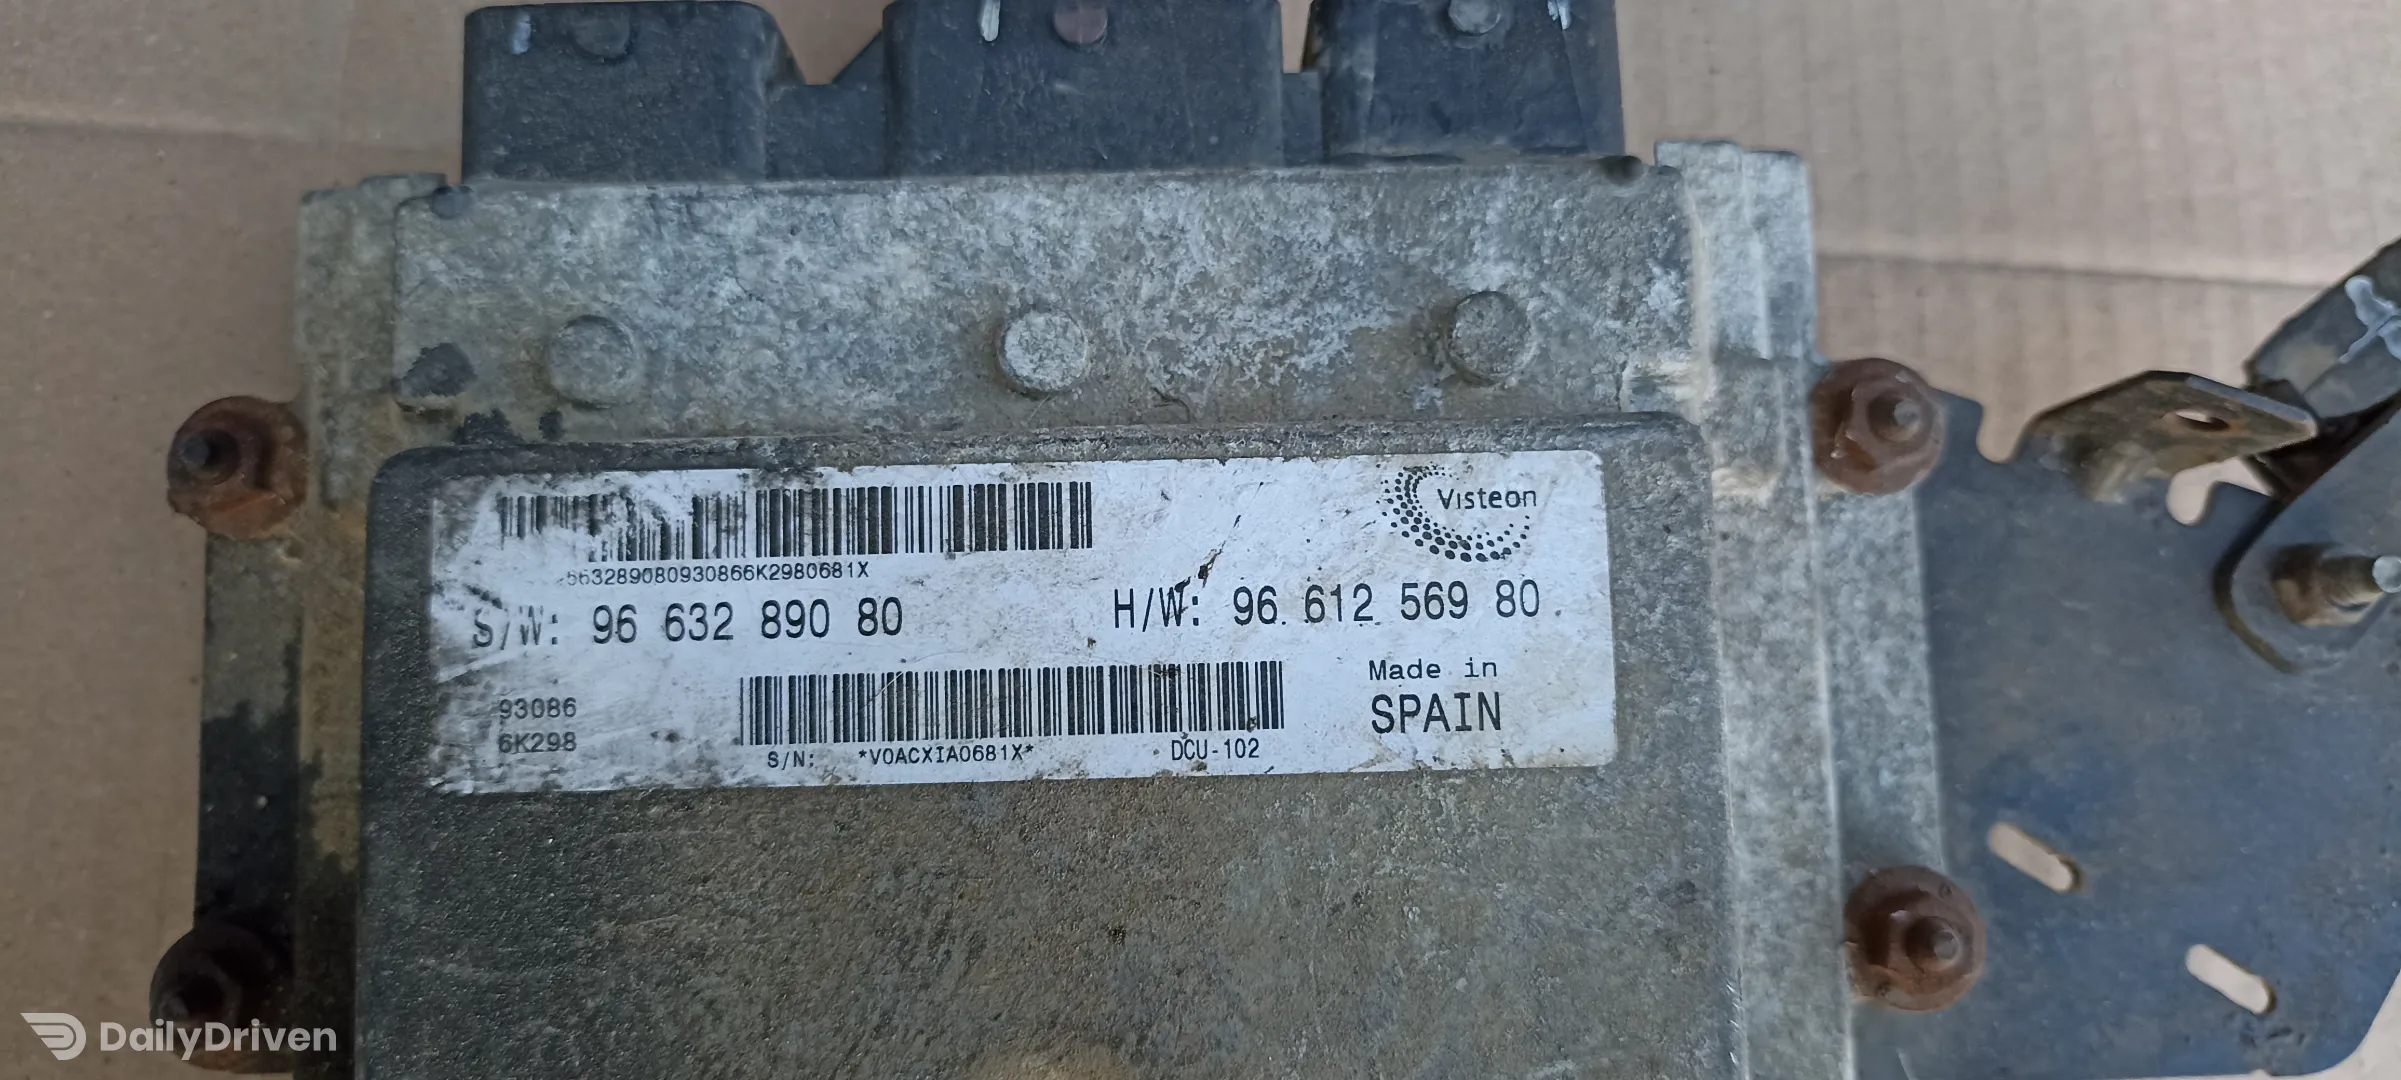 Visteon
663289080930866K2980681X
S/W: 96 632 890 80
H/W: 96 612 569 80
Made in
SPAIN
93086
6K298
S/N: *V0ACXIA0681X* DCU-102
DailyDriven